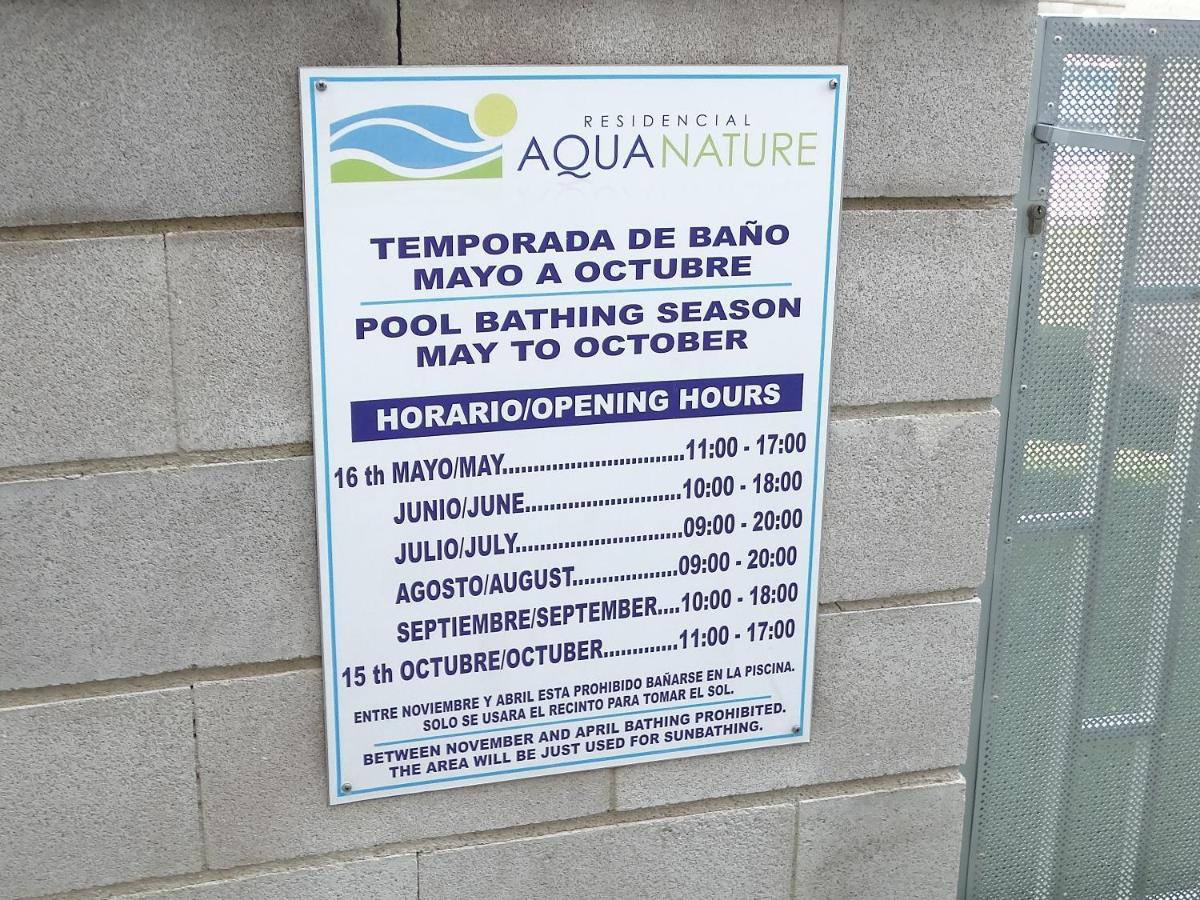 RESIDENCIAL
AQUANATURE
TEMPORADA DE BAÑO
MAYO A OCTUBRE
POOL BATHING SEASON
MAY TO OCTOBER
HORARIO/OPENING HOURS
16 th MAYO/MAY.............................11:00 - 17:00
JUNIO/JUNE.........................10:00 - 18:00
JULIO/JULY...........................09:00 - 20:00
AGOSTO/AUGUST.................09:00 - 20:00
SEPTIEMBRE/SEPTEMBER....10:00 - 18:00
15 th OCTUBRE/OCTUBER............11:00 - 17:00
ENTRE NOVIEMBRE Y ABRIL ESTA PROHIBIDO BAÑARSE EN LA PISCINA.
SOLO SE USARA EL RECINTO PARA TOMAR EL SOL.
BETWEEN NOVEMBER AND APRIL BATHING PROHIBITED.
THE AREA WILL BE JUST USED FOR SUNBATHING.